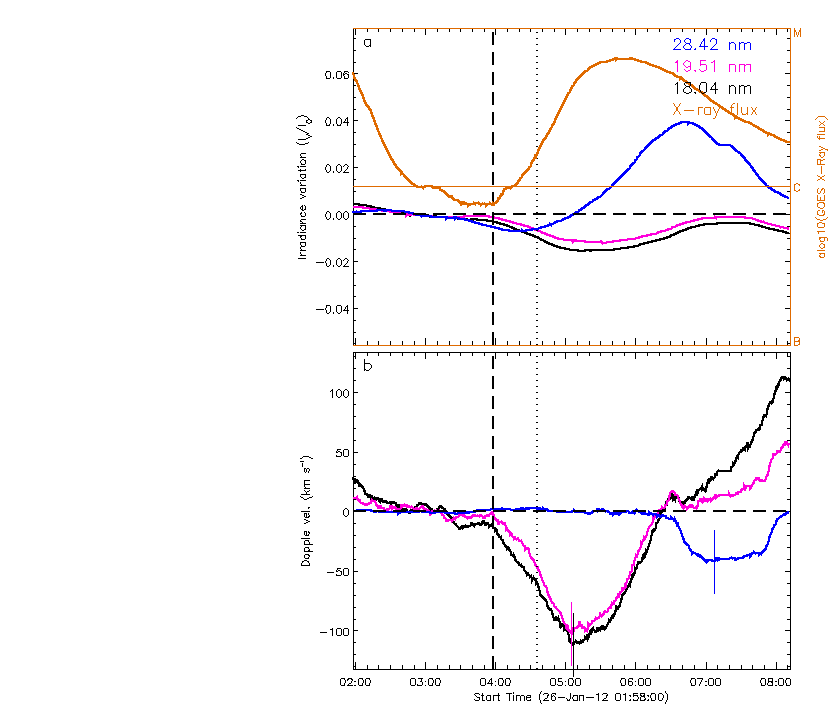 a
M
28.42 nm
19.51 nm
18.04 nm
X-ray flux
0.06
0.04
0.02
0.00
-0.02
-0.04
Irradiance variation (I_v/I_0)
C
B
alog10(GOES X-Ray flux)
b
100
50
0
-50
-100
Dopple vel. (km s⁻¹)
02:00 03:00 04:00 05:00 06:00 07:00 08:00
Start Time (26-Jan-12 01:58:00)